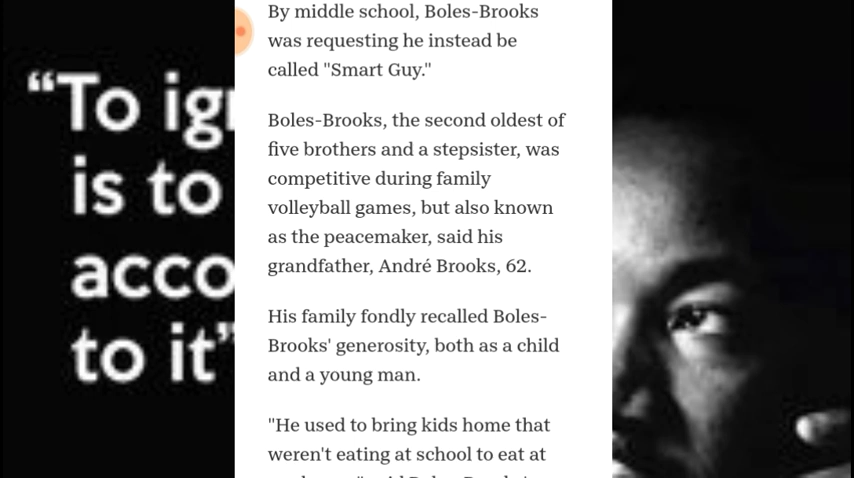 “To
is to
acco
to it”
By middle school, Boles-Brooks
was requesting he instead be
called "Smart Guy."
Boles-Brooks, the second oldest of
five brothers and a stepsister, was
competitive during family
volleyball games, but also known
as the peacemaker, said his
grandfather, André Brooks, 62.
His family fondly recalled Boles-
Brooks' generosity, both as a child
and a young man.
"He used to bring kids home that
weren't eating at school to eat at